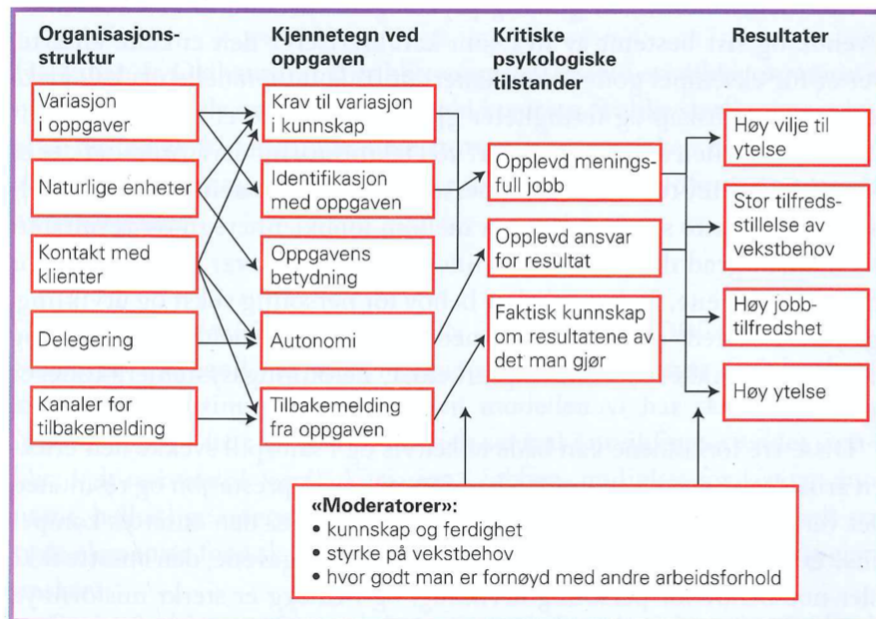 Organisasjons-
struktur
Variasjon
i oppgaver
Naturlige enheter
Kontakt med
klienter
Delegering
Kanaler for
tilbakemelding
Kjennetegn ved
oppgaven
Krav til variasjon
i kunnskap
Identifikasjon
med oppgaven
Oppgavens
betydning
Autonomi
Tilbakemelding
fra oppgaven
Kritiske
psykologiske
tilstander
Opplevd menings-
full jobb
Opplevd ansvar
for resultat
Faktisk kunnskap
om resultatene av
det man gjør
Resultater
Høy vilje til
ytelse
Stor tilfreds-
stillelse av
vekstbehov
Høy jobb-
tilfredshet
Høy ytelse
«Moderatorer»:
• kunnskap og ferdighet
• styrke på vekstbehov
• hvor godt man er fornøyd med andre arbeidsforhold